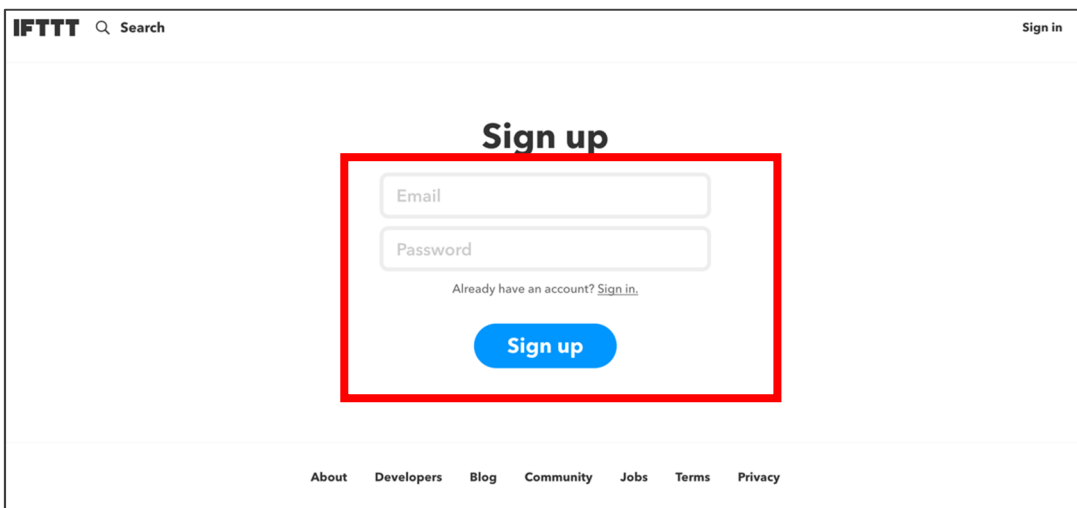 IFTTT Search Sign in
Sign up
Email
Password
Already have an account? Sign in.
Sign up
About Developers Blog Community Jobs Terms Privacy